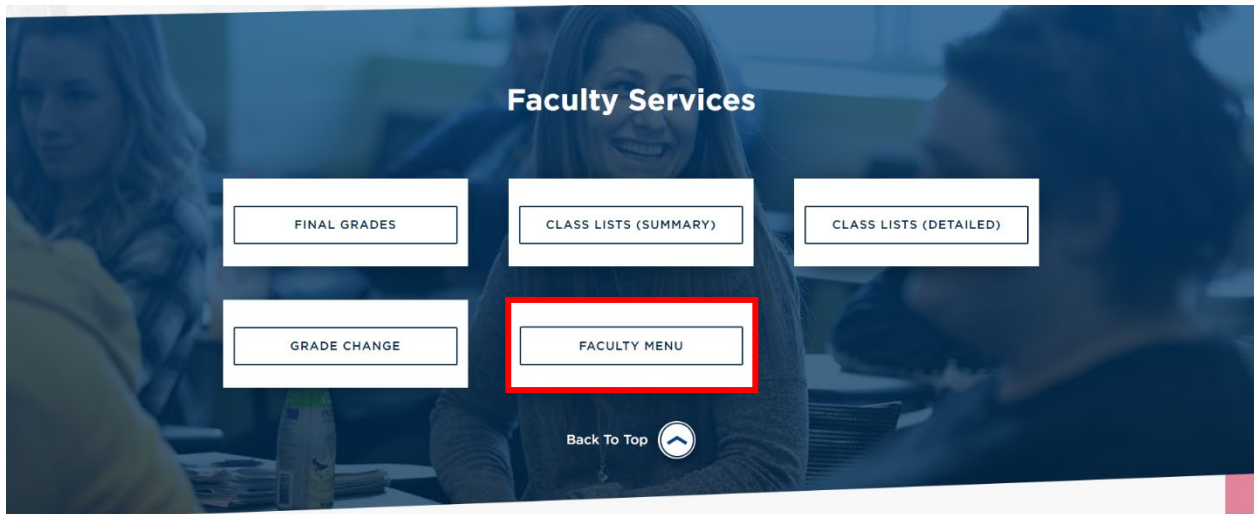 Faculty Services
FINAL GRADES
CLASS LISTS (SUMMARY)
CLASS LISTS (DETAILED)
GRADE CHANGE
FACULTY MENU
Back To Top